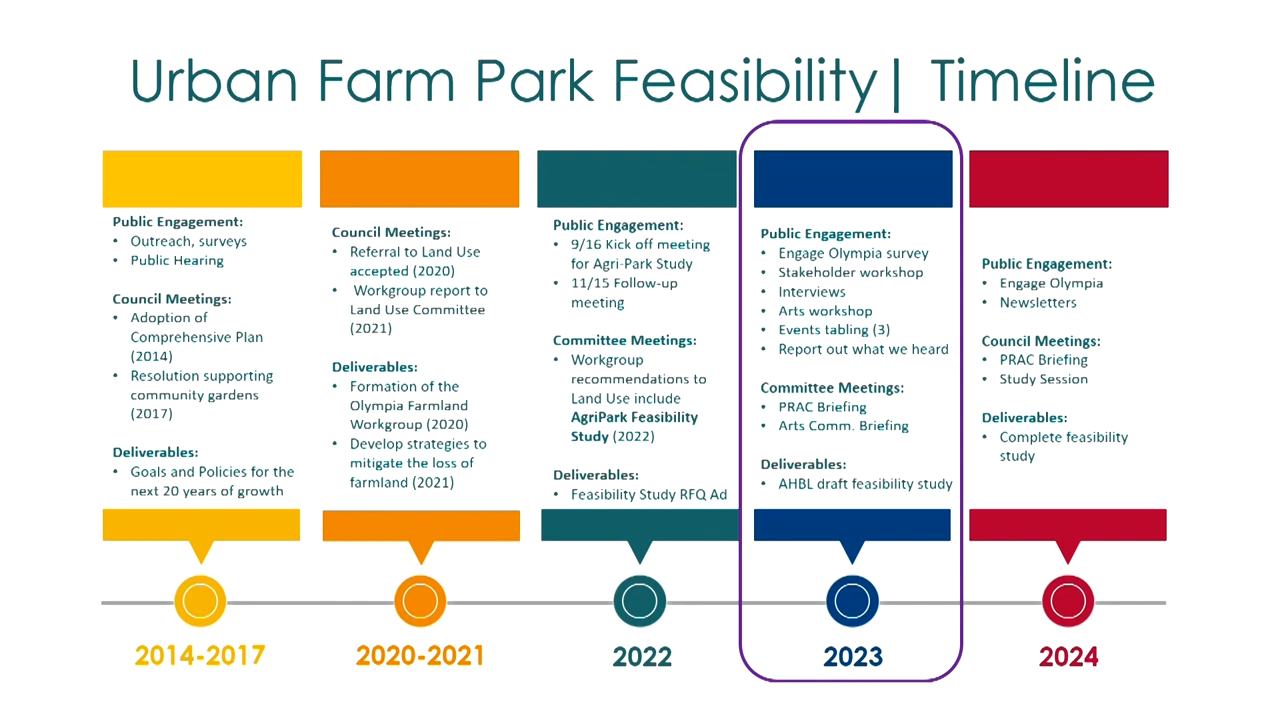 Urban Farm Park Feasibility| Timeline
Public Engagement:
• Outreach, surveys
• Public Hearing
Council Meetings:
• Adoption of
Comprehensive Plan
(2014)
• Resolution supporting
community gardens
(2017)
Deliverables:
• Goals and Policies for the
next 20 years of growth
2014-2017
Council Meetings:
• Referral to Land Use
accepted (2020)
• Workgroup report to
Land Use Committee
(2021)
Deliverables:
• Formation of the
Olympia Farmland
Workgroup (2020)
• Develop strategies to
mitigate the loss of
farmland (2021)
2020-2021
Public Engagement:
• 9/16 Kick off meeting
for Agri-Park Study
• 11/15 Follow-up
meeting
Committee Meetings:
• Workgroup
recommendations to
Land Use include
AgriPark Feasibility
Study (2022)
Deliverables:
• Feasibility Study RFQ Ad
2022
Public Engagement:
• Engage Olympia survey
• Stakeholder workshop
• Interviews
• Arts workshop
• Events tabling (3)
• Report out what we heard
Committee Meetings:
• PRAC Briefing
• Arts Comm. Briefing
Deliverables:
• AHBL draft feasibility study
2023
Public Engagement:
• Engage Olympia
• Newsletters
Council Meetings:
• PRAC Briefing
• Study Session
Deliverables:
• Complete feasibility
study
2024